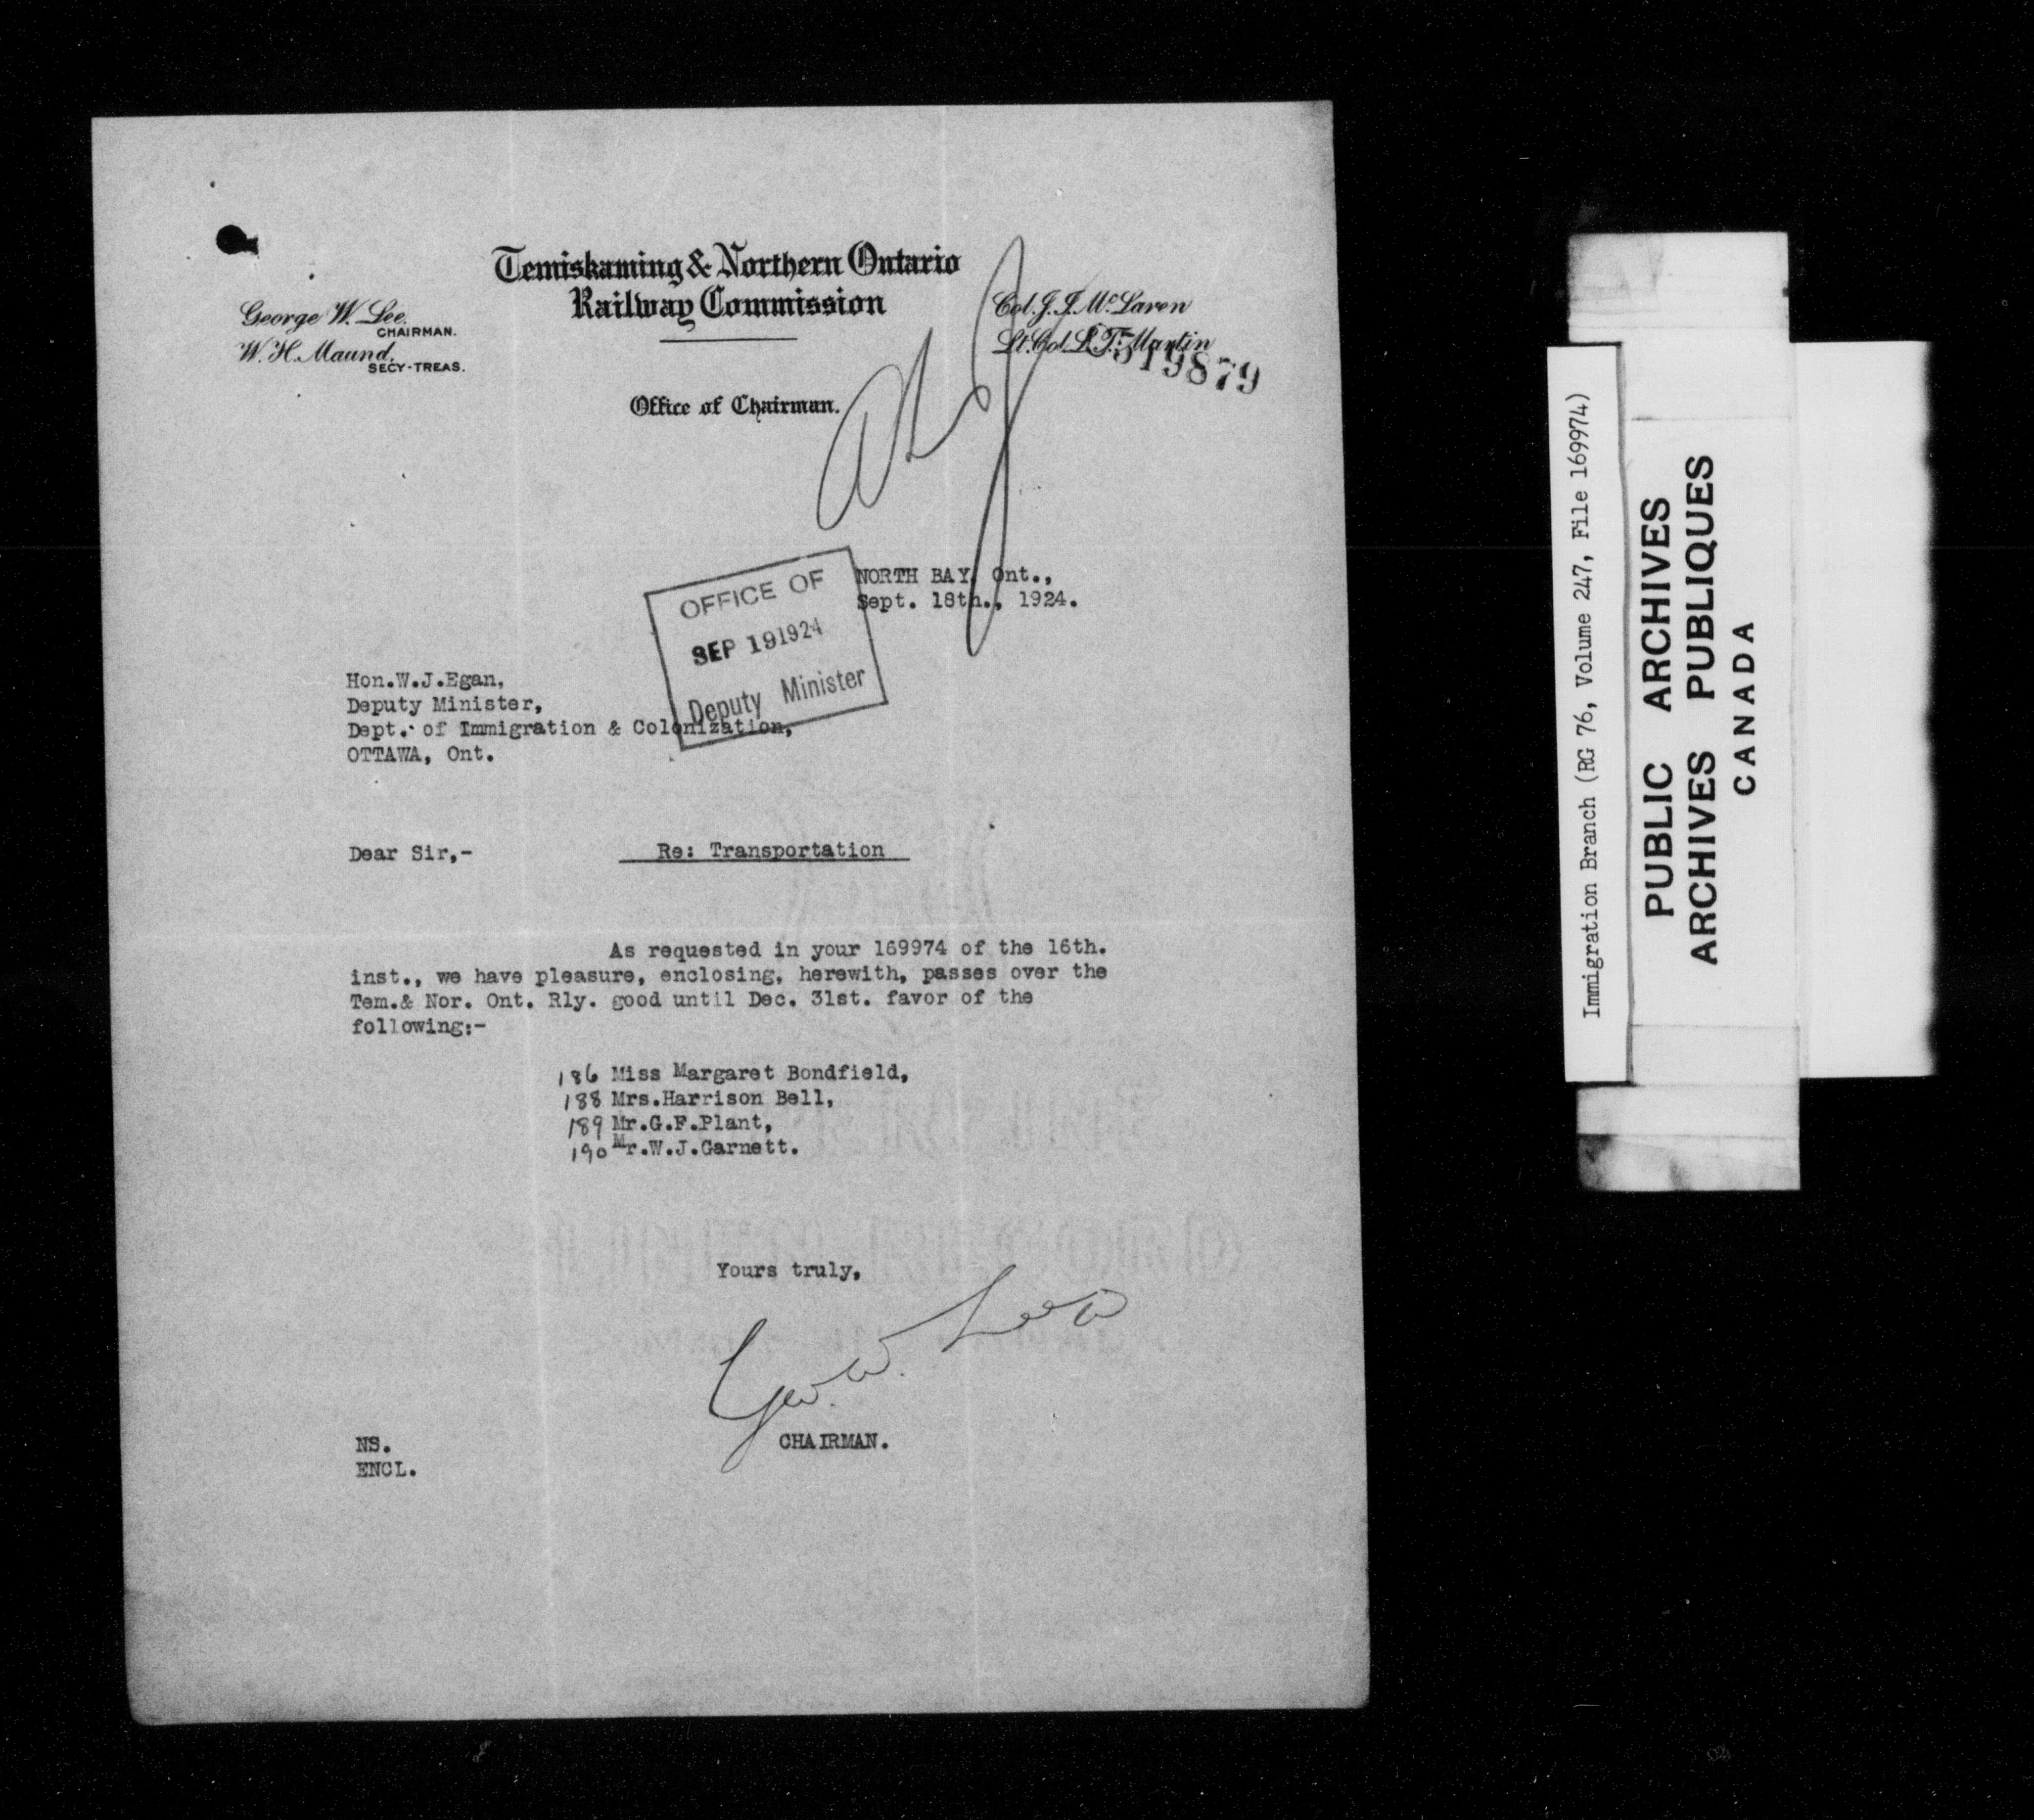 Temiskaming & Northern Ontario
Railway Commission
George W. Lee.
CHAIRMAN.
W. H. Maund.
SECY-TREAS.
Col. J. I. McLaren
Lt. Col. L. T. Martin
519879
Office of Chairman.
NORTH BAY, Ont.,
Sept. 18th., 1924.
OFFICE OF
SEP 19 1924
Deputy Minister
Hon.W.J.Egan,
Deputy Minister,
Dept. of Immigration & Colonization,
OTTAWA, Ont.
Dear Sir,-
Re: Transportation
As requested in your 169974 of the 16th.
inst., we have pleasure, enclosing, herewith, passes over the
Tem.& Nor. Ont. Rly. good until Dec. 31st. favor of the
following:-
186 Miss Margaret Bondfield,
188 Mrs.Harrison Bell,
189 Mr.G.F.Plant,
190 Mr.W.J.Garnett.
Yours truly,
Geo. W. Lee
CHAIRMAN.
NS.
ENCL.
Immigration Branch (RG 76, Volume 247, File 169974)
PUBLIC ARCHIVES
ARCHIVES PUBLIQUES
CANADA